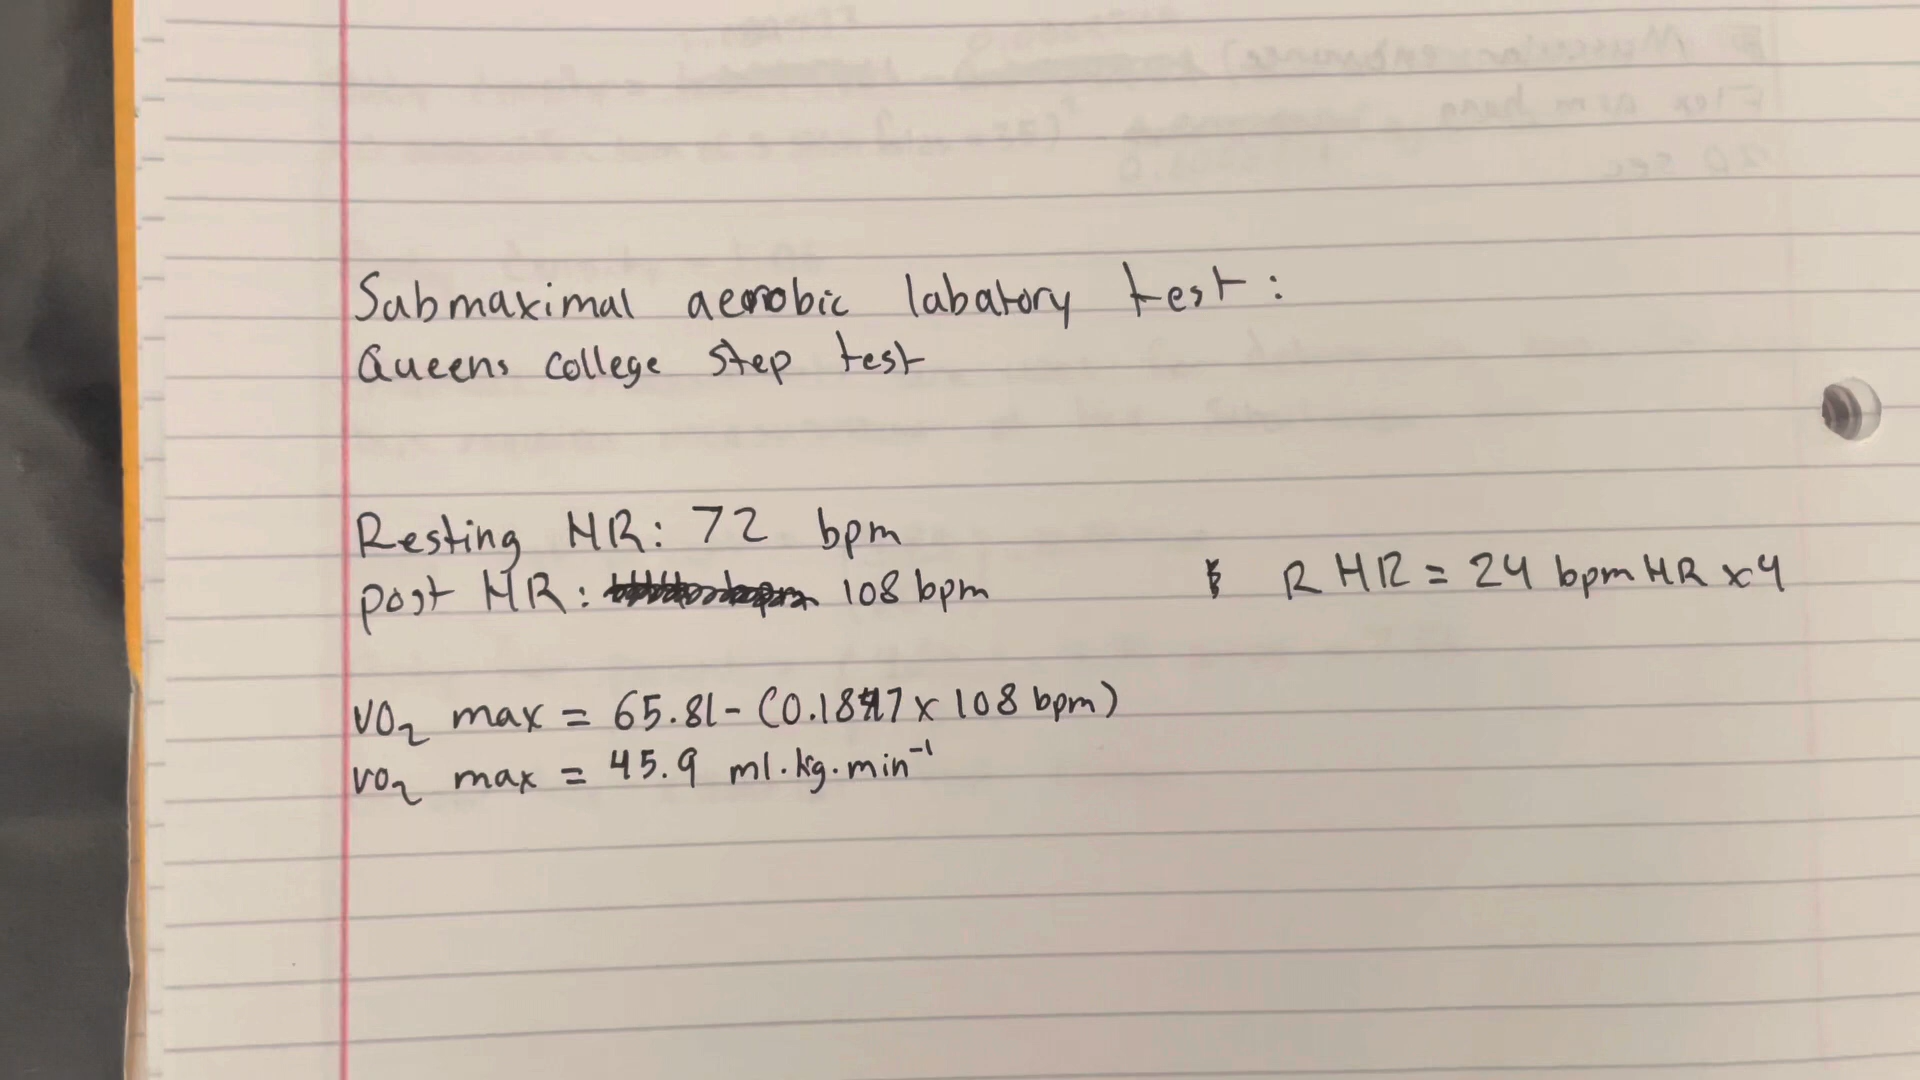 Submaximal aerobic labatory test:
Queens college step test
Resting HR: 72 bpm
post HR: 108 bpm
R HR = 24 bpm HR x4
VO2 max = 65.81 - (0.1847 x 108 bpm)
VO2 max = 45.9 ml.kg.min⁻¹